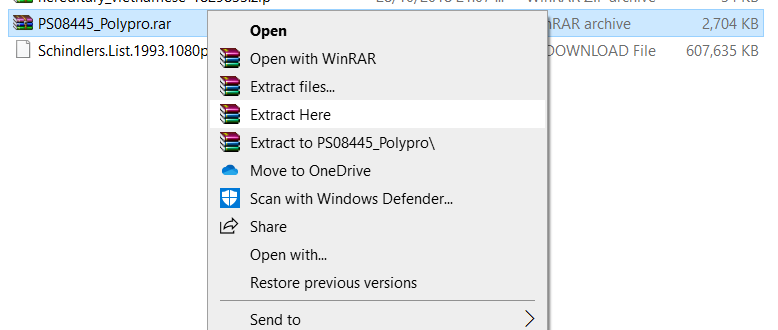 PS08445_Polypro.rar
archive
2,704 KB
Schindlers.List.1993.1080p
DOWNLOAD File
607,635 KB
Open
Open with WinRAR
Extract files...
Extract Here
Extract to PS08445_Polypro\
Move to OneDrive
Scan with Windows Defender...
Share
Open with...
Restore previous versions
Send to